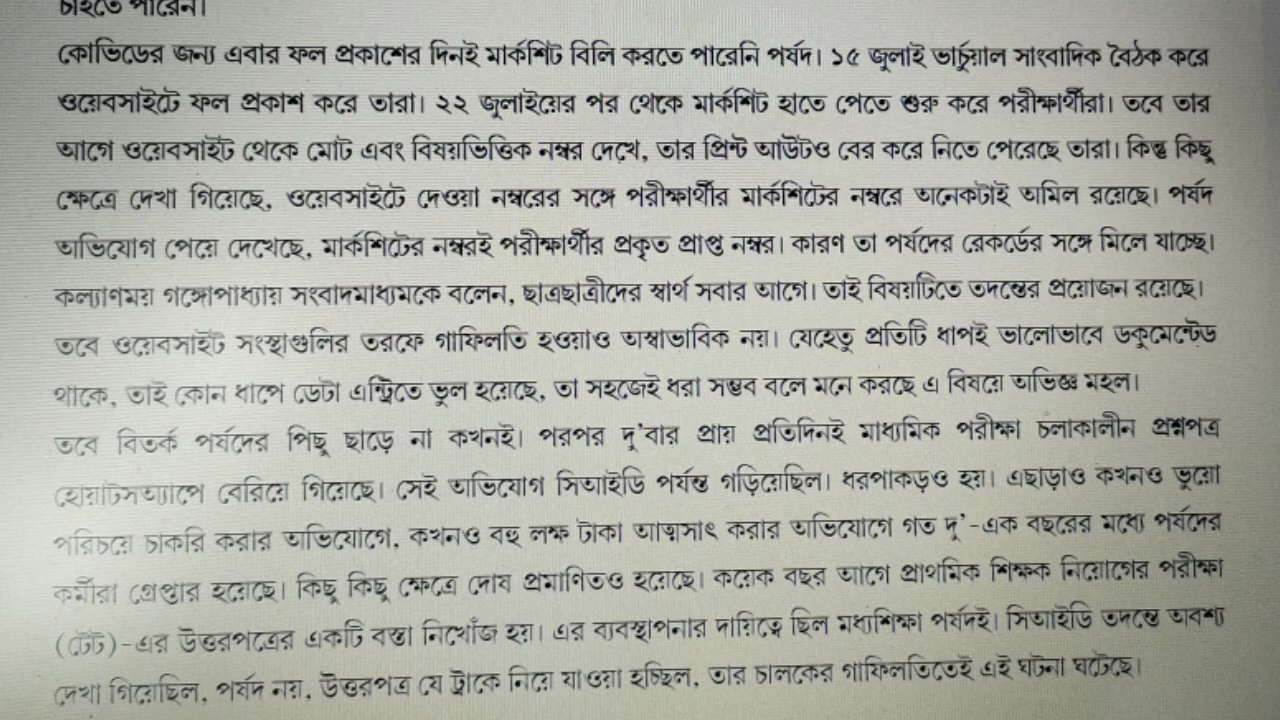 চাইতে পারেন।
কোভিডের জন্য এবার ফল প্রকাশের দিনই মার্কশিট বিলি করতে পারেনি পর্ষদ। ১৫ জুলাই ভার্চুয়াল সাংবাদিক বৈঠক করে
ওয়েবসাইটে ফল প্রকাশ করে তারা। ২২ জুলাইয়ের পর থেকে মার্কশিট হাতে পেতে শুরু করে পরীক্ষার্থীরা। তবে তার
আগে ওয়েবসাইট থেকে মোট এবং বিষয়ভিত্তিক নম্বর দেখে, তার প্রিন্ট আউটও বের করে নিতে পেরেছে তারা। কিন্তু কিছু
ক্ষেত্রে দেখা গিয়েছে, ওয়েবসাইটে দেওয়া নম্বরের সঙ্গে পরীক্ষার্থীর মার্কশিটের নম্বরে অনেকটাই অমিল রয়েছে। পর্ষদ
অভিযোগ পেয়ে দেখেছে, মার্কশিটের নম্বরই পরীক্ষার্থীর প্রকৃত প্রাপ্ত নম্বর। কারণ তা পর্ষদের রেকর্ডের সঙ্গে মিলে যাচ্ছে।
কল্যাণময় গঙ্গোপাধ্যায় সংবাদমাধ্যমকে বলেন, ছাত্রছাত্রীদের স্বার্থ সবার আগে। তাই বিষয়টিতে তদন্তের প্রয়োজন রয়েছে।
তবে ওয়েবসাইট সংস্থাগুলির তরফে গাফিলতি হওয়াও অস্বাভাবিক নয়। যেহেতু প্রতিটি ধাপই ভালোভাবে ডকুমেন্টেড
থাকে, তাই কোন ধাপে ডেটা এন্ট্রিতে ভুল হয়েছে, তা সহজেই ধরা সম্ভব বলে মনে করছে এ বিষয়ে অভিজ্ঞ মহল।
তবে বিতর্ক পর্ষদের পিছু ছাড়ে না কখনই। পরপর দু'বার প্রায় প্রতিদিনই মাধ্যমিক পরীক্ষা চলাকালীন প্রশ্নপত্র
হোয়াটসঅ্যাপে বেরিয়ে গিয়েছে। সেই অভিযোগ সিআইডি পর্যন্ত গড়িয়েছিল। ধরপাকড়ও হয়। এছাড়াও কখনও ভুয়ো
পরিচয়ে চাকরি করার অভিযোগে, কখনও বহু লক্ষ টাকা আত্মসাৎ করার অভিযোগে গত দু'-এক বছরের মধ্যে পর্ষদের
কর্মীরা গ্রেপ্তার হয়েছে। কিছু কিছু ক্ষেত্রে দোষ প্রমাণিতও হয়েছে। কয়েক বছর আগে প্রাথমিক শিক্ষক নিয়োগের পরীক্ষা
(টেট)-এর উত্তরপত্রের একটি বস্তা নিখোঁজ হয়। এর ব্যবস্থাপনার দায়িত্বে ছিল মধ্যশিক্ষা পর্ষদই। সিআইডি তদন্তে অবশ্য
দেখা গিয়েছিল, পর্ষদ নয়, উত্তরপত্র যে ট্রাকে নিয়ে যাওয়া হচ্ছিল, তার চালকের গাফিলতিতেই এই ঘটনা ঘটেছে।